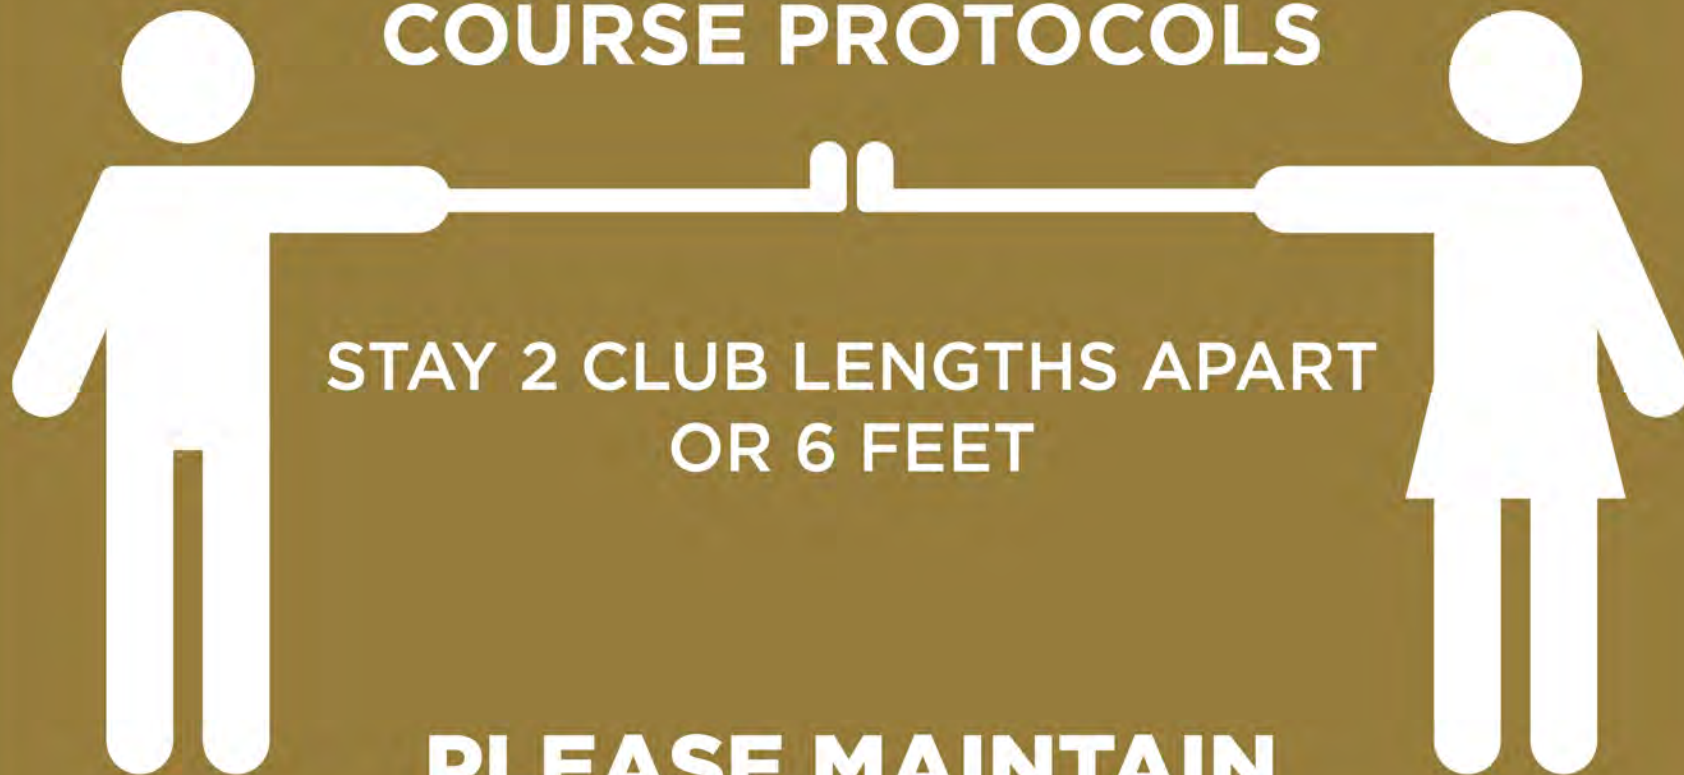 COURSE PROTOCOLS
STAY 2 CLUB LENGTHS APART
OR 6 FEET
PLEASE MAINTAIN